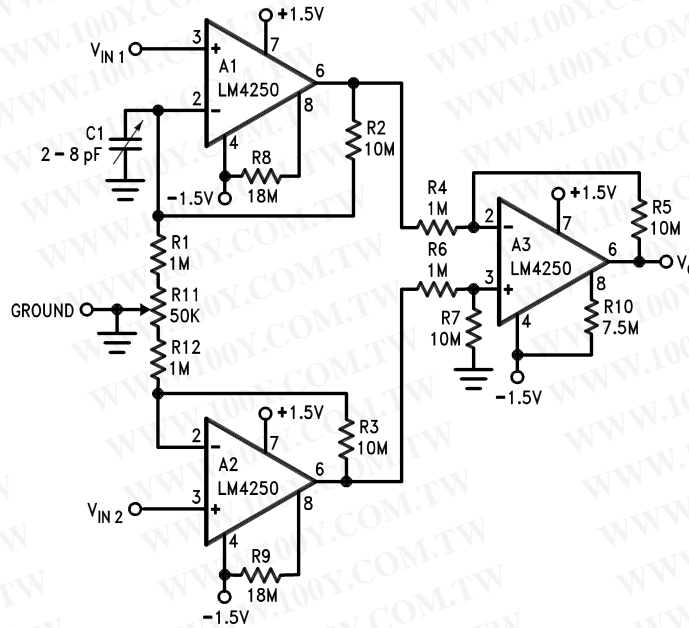 +1.5V
V IN 1
3
+
7
A1
LM4250
6
2
−
8
C1
2 – 8 pF
4
R2
10M
R8
18M
−1.5V
R4
1M
+1.5V
R5
10M
2
−
7
A3
LM4250
6
R1
1M
R6
1M
3
+
8
R11
50K
GROUND
R7
10M
4
R10
7.5M
R12
1M
−1.5V
+1.5V
R3
10M
2
−
7
A2
LM4250
6
V IN 2
3
+
8
4
R9
18M
−1.5V
WWW.100Y.COM.TW